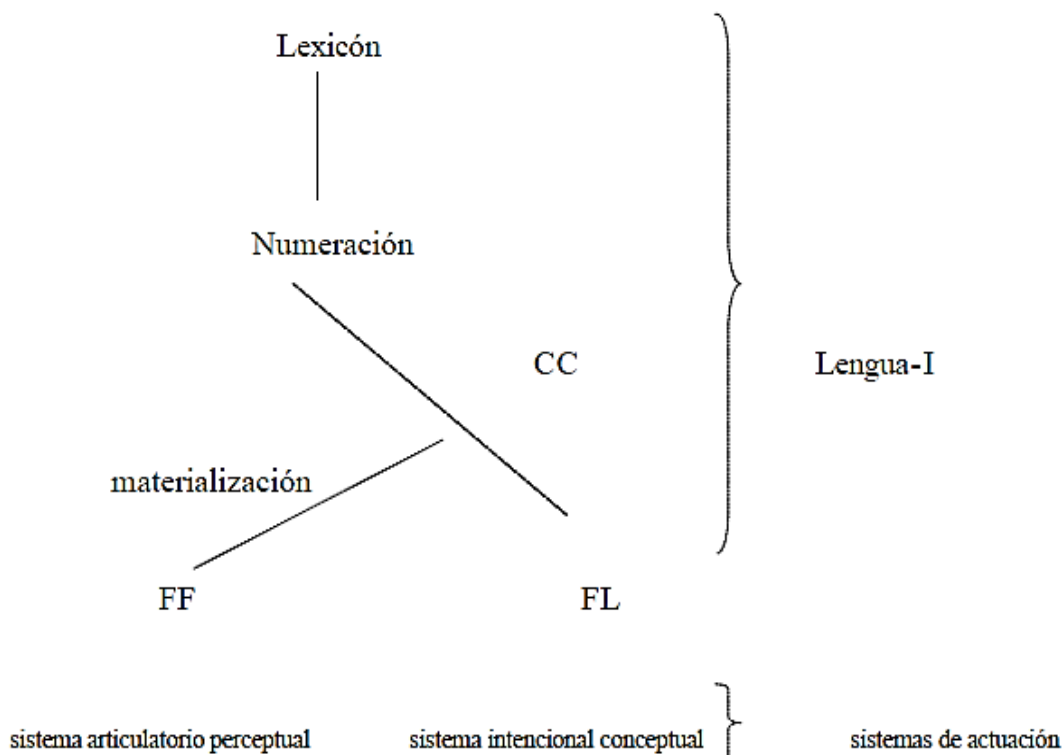 Lexicón
Numeración
CC
Lengua-I
materialización
FF
FL
sistema articulatorio perceptual
sistema intencional conceptual
sistemas de actuación